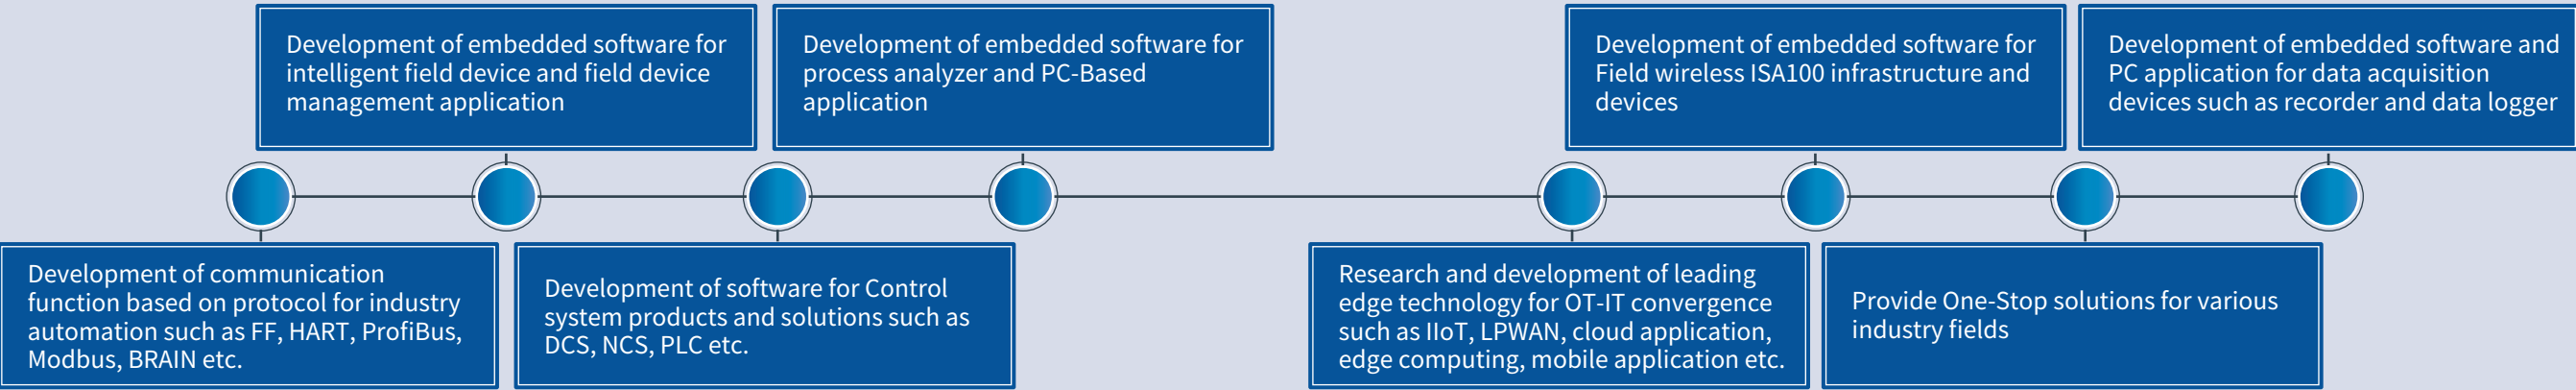 Development of embedded software for
intelligent field device and field device
management application
Development of embedded software for
process analyzer and PC-Based
application
Development of embedded software for
Field wireless ISA100 infrastructure and
devices
Development of embedded software and
PC application for data acquisition
devices such as recorder and data logger
Development of communication
function based on protocol for industry
automation such as FF, HART, ProfiBus,
Modbus, BRAIN etc.
Development of software for Control
system products and solutions such as
DCS, NCS, PLC etc.
Research and development of leading
edge technology for OT-IT convergence
such as IIoT, LPWAN, cloud application,
edge computing, mobile application etc.
Provide One-Stop solutions for various
industry fields